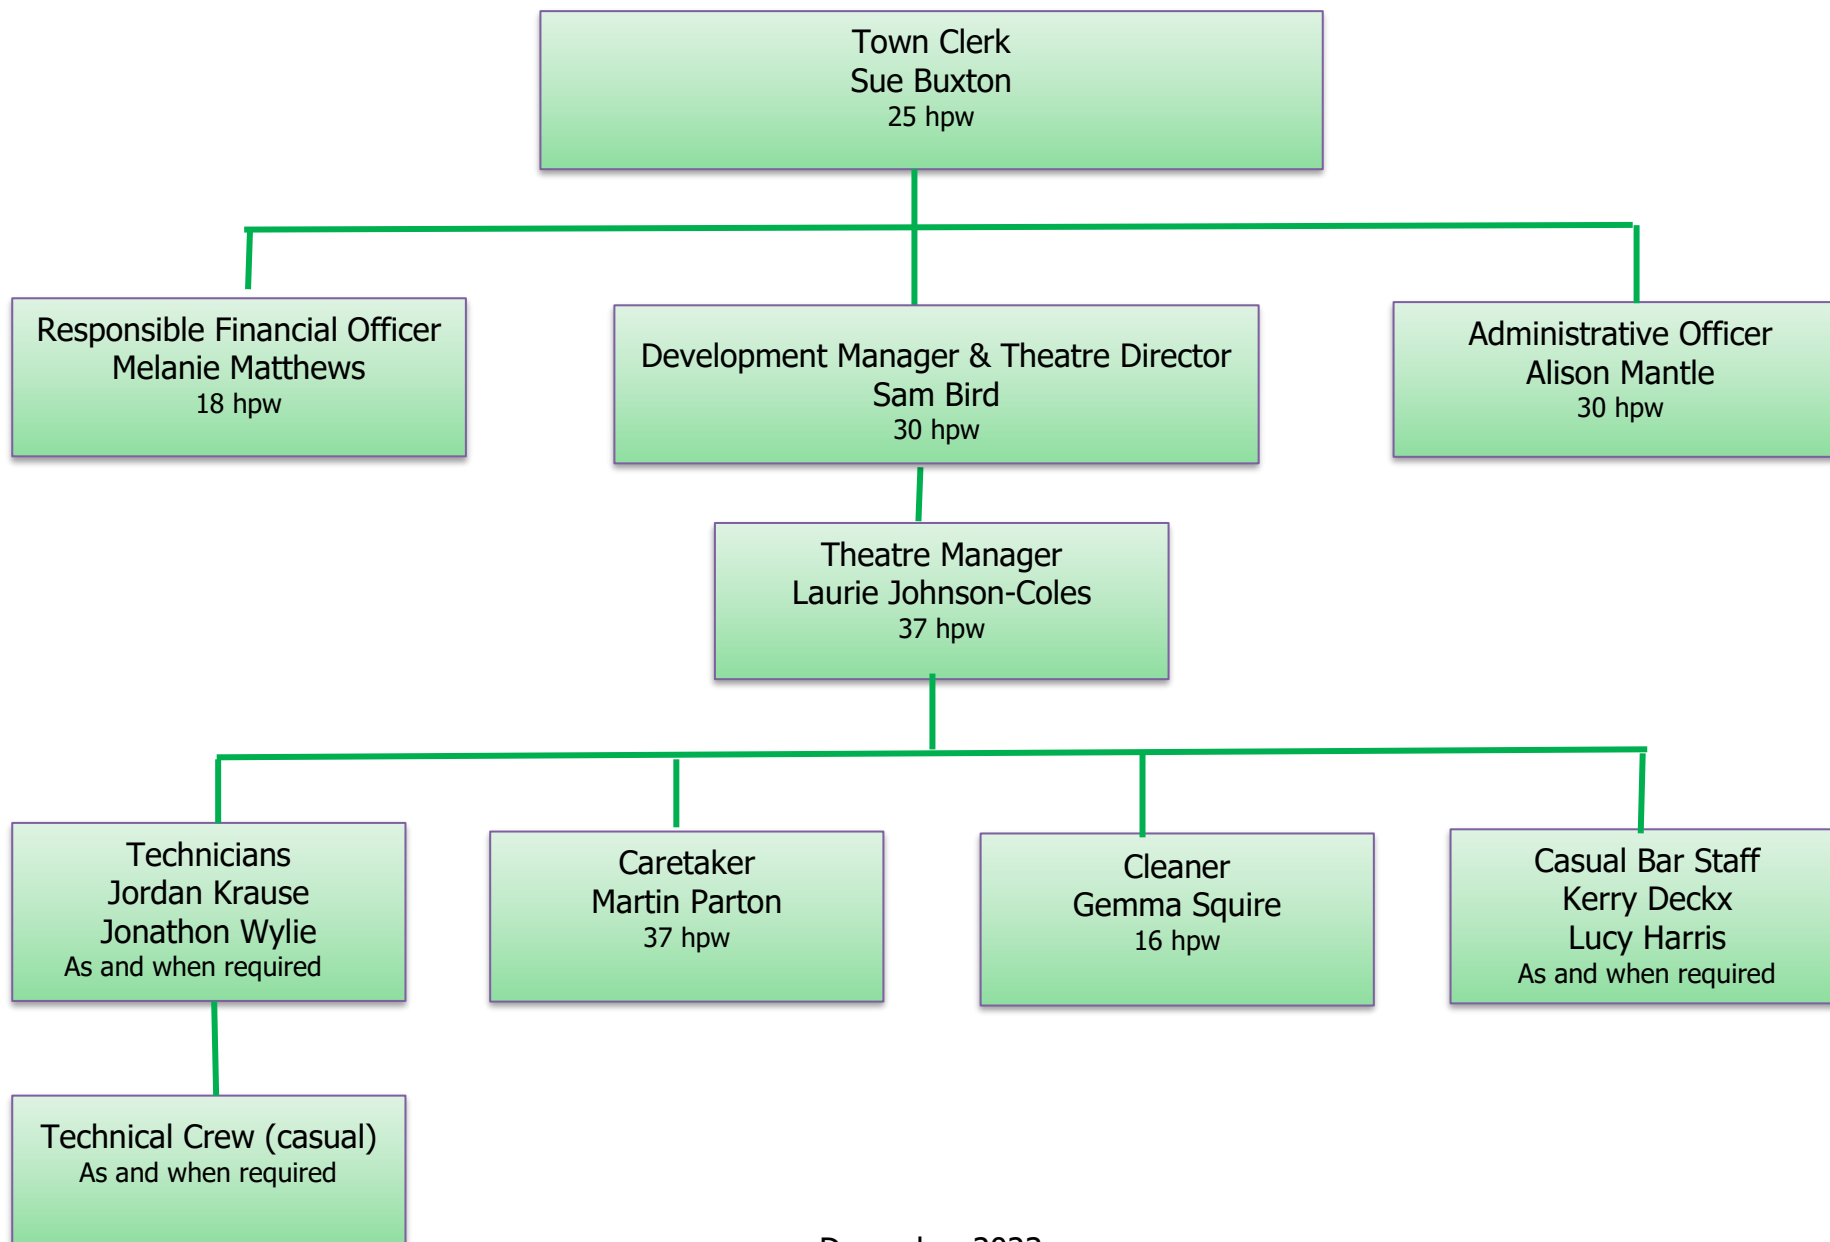 Town Clerk
Sue Buxton
25 hpw
Responsible Financial Officer
Melanie Matthews
18 hpw
Development Manager & Theatre Director
Sam Bird
30 hpw
Administrative Officer
Alison Mantle
30 hpw
Theatre Manager
Laurie Johnson-Coles
37 hpw
Technicians
Jordan Krause
Jonathon Wylie
As and when required
Caretaker
Martin Parton
37 hpw
Cleaner
Gemma Squire
16 hpw
Casual Bar Staff
Kerry Deckx
Lucy Harris
As and when required
Technical Crew (casual)
As and when required